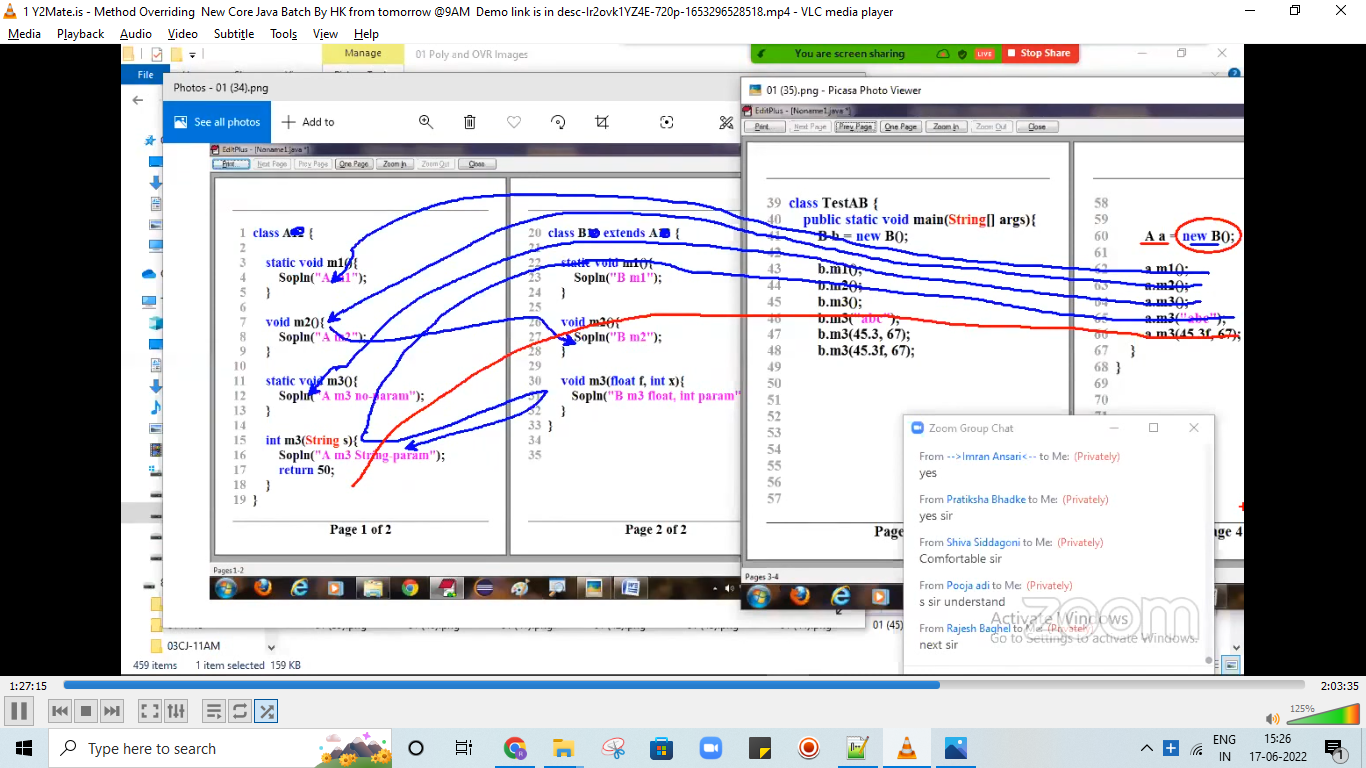 1 Y2Mate.is - Method Overriding New Core Java Batch By HK from tomorrow @9AM Demo link is in desc-lr2ovk1YZ4E-720p-1653296528518.mp4 - VLC media player
Media Playback Audio Video Subtitle Tools View Help
Manage 01 Poly and OVR Images
You are screen sharing LIVE Stop Share
File
Photos - 01 (34).png
See all photos Add to
EditPlus - [Noname1.java *]
Print... Next Page Prev Page One Page Zoom In Zoom Out Close
1 class A {
2
3 static void m1(){
4 Sopln("A m1");
5 }
6
7 void m2(){
8 Sopln("A m2");
9 }
10
11 static void m3(){
12 Sopln("A m3 no-param");
13 }
14
15 int m3(String s){
16 Sopln("A m3 String-param");
17 return 50;
18 }
19 }
Page 1 of 2
20 class B extends A {
21
22 static void m1(){
23 Sopln("B m1");
24 }
25
26 void m2(){
27 Sopln("B m2");
28 }
30 void m3(float f, int x){
31 Sopln("B m3 float, int param"
32 }
33 }
34
35
Page 2 of 2
Pages 1-2
01 (35).png - Picasa Photo Viewer
EditPlus - [Noname1.java *]
Print... Next Page Prev Page One Page Zoom In Zoom Out Close
39 class TestAB {
40 public static void main(String[] args){
41 B b = new B();
42
43 b.m1();
44 b.m2();
45 b.m3();
46 b.m3("abc");
47 b.m3(45.3, 67);
48 b.m3(45.3f, 67);
49
50
51
52
53
54
55
56
57
58
59
60 A a = new B();
61
62 a.m1();
63 a.m2();
64 a.m3();
65 a.m3("abc");
66 a.m3(45.3f, 67);
67 }
68 }
69
70
Pages 3-4
Zoom Group Chat
From -->Imran Ansari<-- to Me: (Privately)
yes
From Pratiksha Bhadke to Me: (Privately)
yes sir
From Shiva Siddagoni to Me: (Privately)
Comfortable sir
From Pooja adi to Me: (Privately)
s sir understand
From Rajesh Baghel to Me: (Privately)
next sir
zoom
Activate Windows
Go to Settings to activate Windows.
01 (45)
03CJ-11AM
459 items 1 item selected 159 KB
1:27:15 2:03:35
125%
Type here to search
ENG
IN
15:26
17-06-2022
1